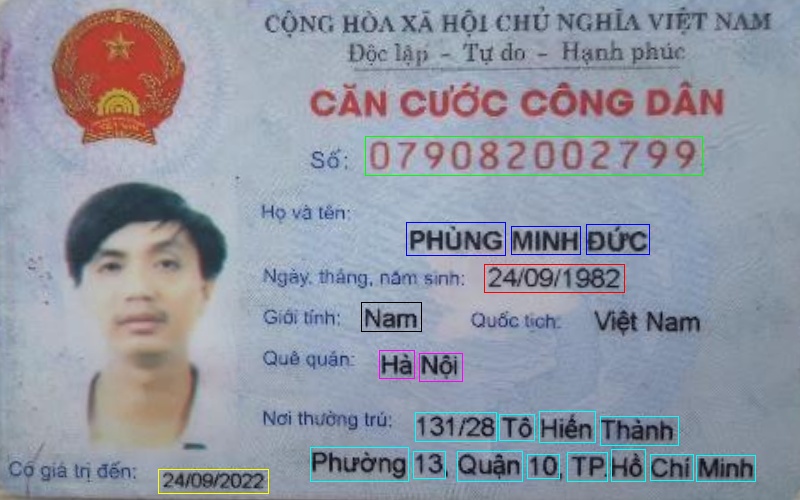 CỘNG HÒA XÃ HỘI CHỦ NGHĨA VIỆT NAM
Độc lập - Tự do - Hạnh phúc
CĂN CƯỚC CÔNG DÂN
Số: 079082002799
Họ và tên:
PHÙNG MINH ĐỨC
Ngày, tháng, năm sinh: 24/09/1982
Giới tính: Nam Quốc tịch: Việt Nam
Quê quán: Hà Nội
Nơi thường trú: 131/28 Tô Hiến Thành
Phường 13, Quận 10, TP.Hồ Chí Minh
Có giá trị đến: 24/09/2022